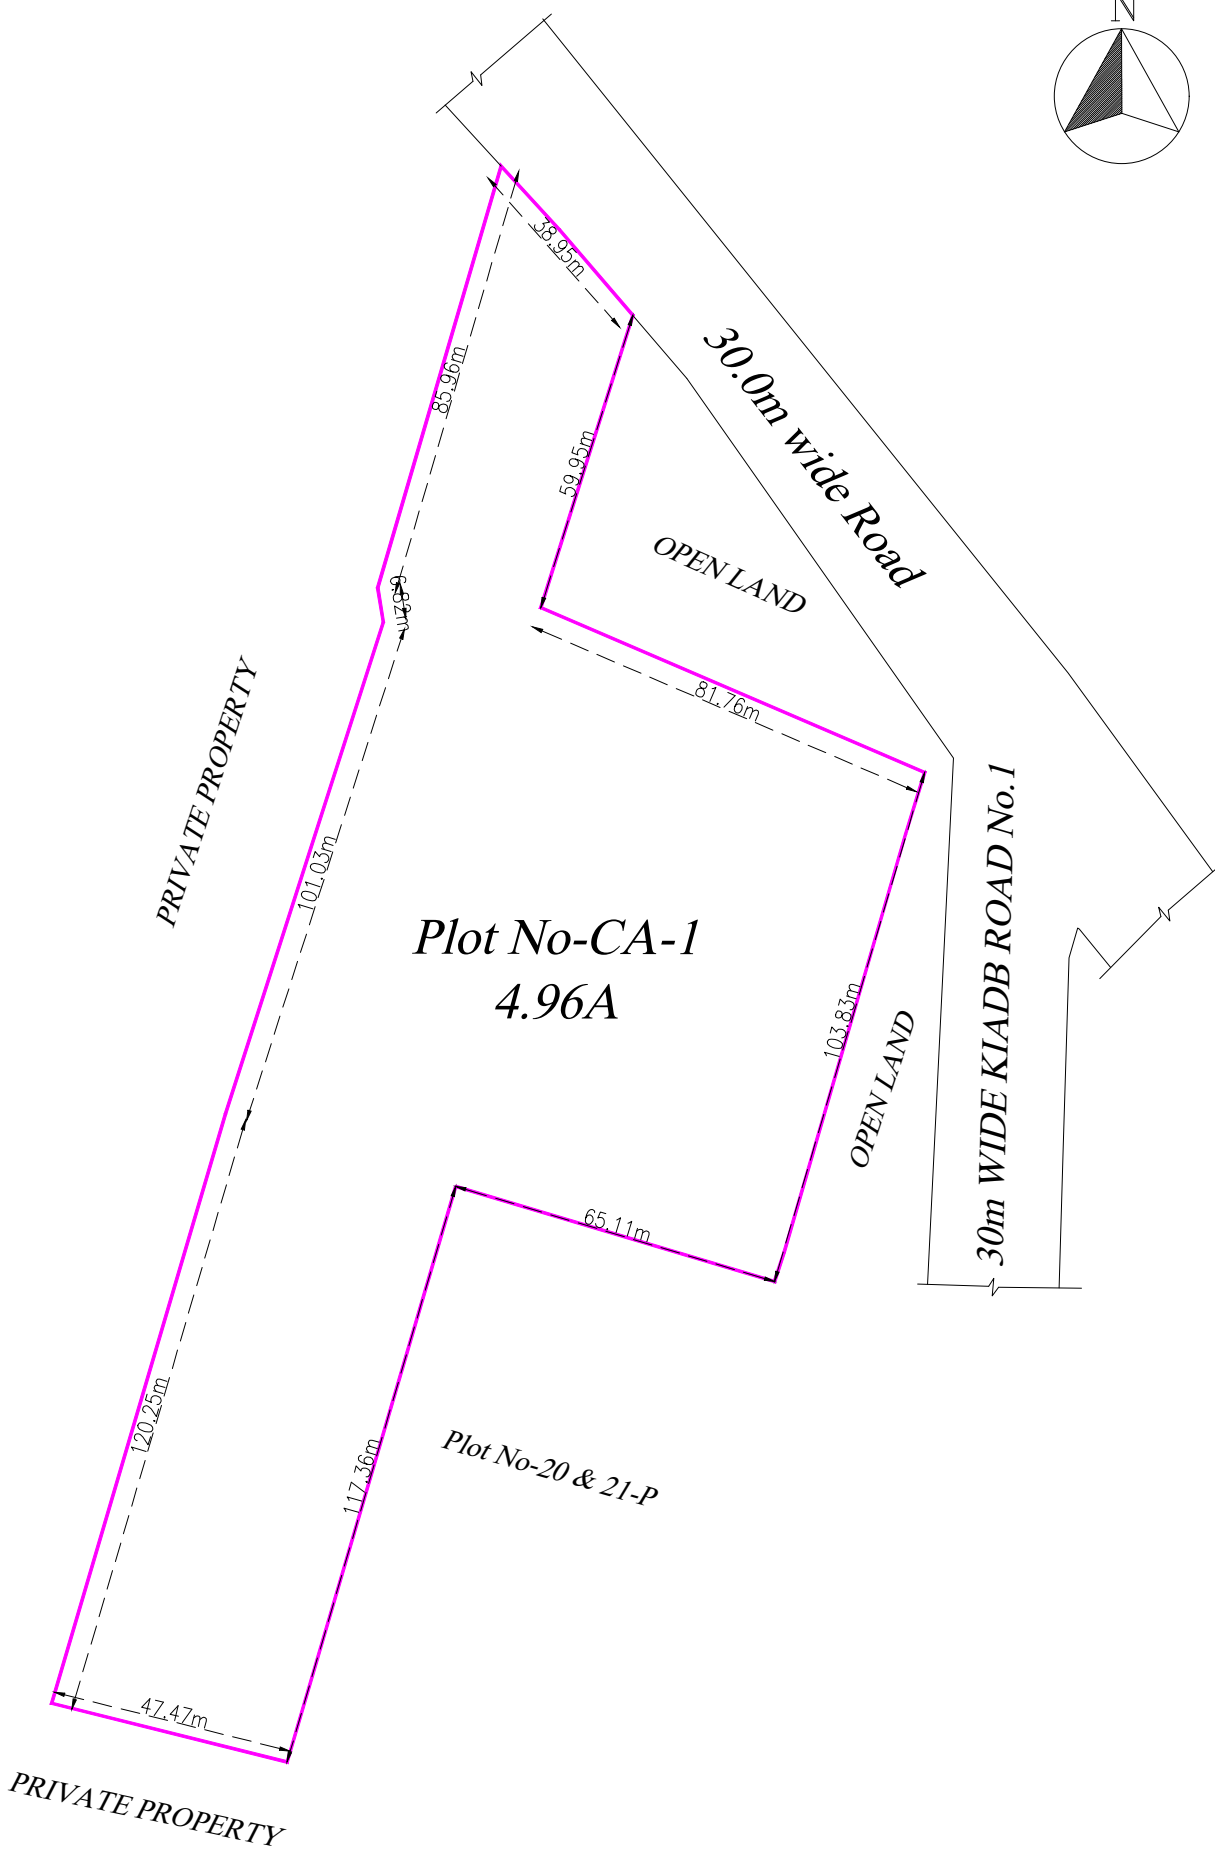 N
38.95m
30.0m wide Road
85.96m
59.95m
OPEN LAND
6.82m
81.76m
PRIVATE PROPERTY
101.03m
Plot No-CA-1
4.96A
103.83m
OPEN LAND
30m WIDE KIADB ROAD No.1
65.11m
120.25m
117.36m
Plot No-20 & 21-P
47.47m
PRIVATE PROPERTY